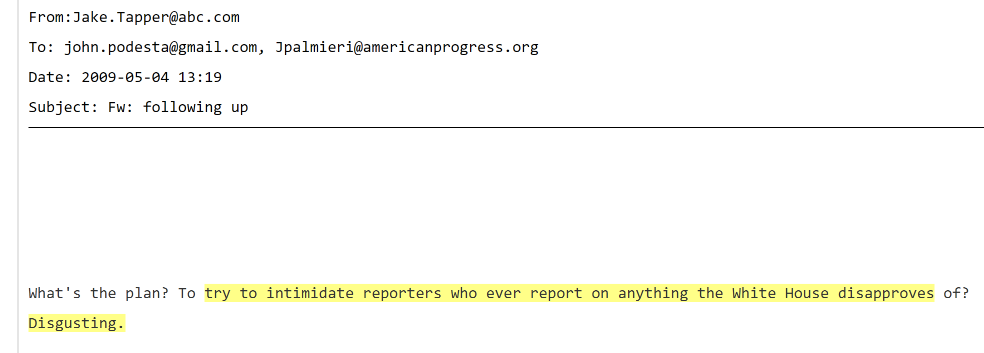 From:Jake.Tapper@abc.com
To: john.podesta@gmail.com, Jpalmieri@americanprogress.org
Date: 2009-05-04 13:19
Subject: Fw: following up
What's the plan? To try to intimidate reporters who ever report on anything the White House disapproves of?
Disgusting.